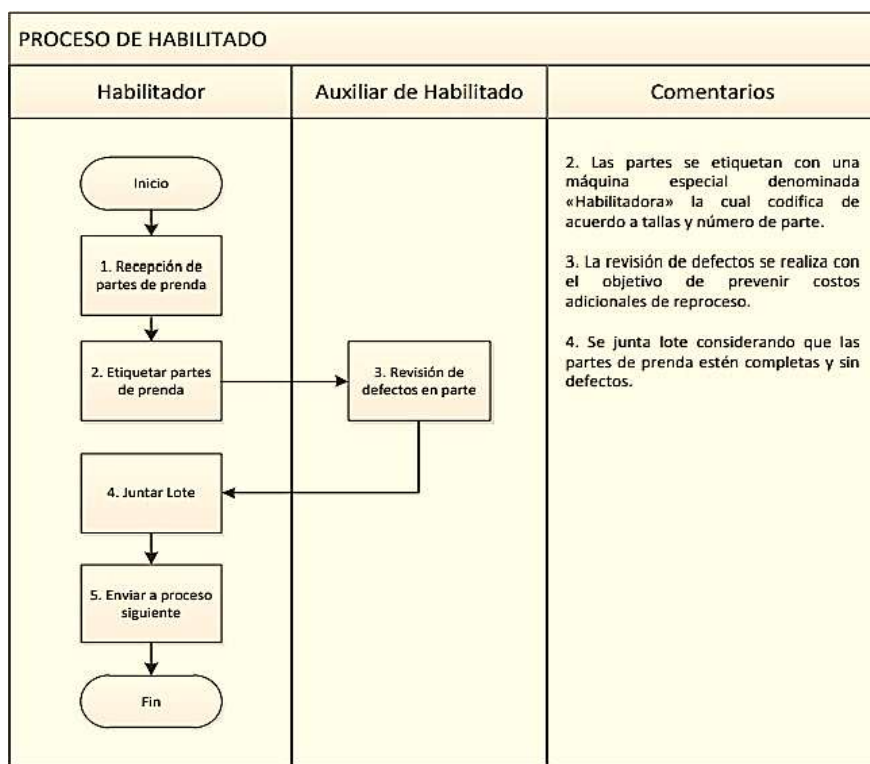 PROCESO DE HABILITADO
Habilitador
Auxiliar de Habilitado
Comentarios
Inicio
1. Recepción de
partes de prenda
2. Etiquetar partes
de prenda
3. Revisión de
defectos en parte
4. Juntar Lote
5. Enviar a proceso
siguiente
Fin
2. Las partes se etiquetan con una
máquina especial denominada
«Habilitadora» la cual codifica de
acuerdo a tallas y número de parte.
3. La revisión de defectos se realiza con
el objetivo de prevenir costos
adicionales de reproceso.
4. Se junta lote considerando que las
partes de prenda estén completas y sin
defectos.